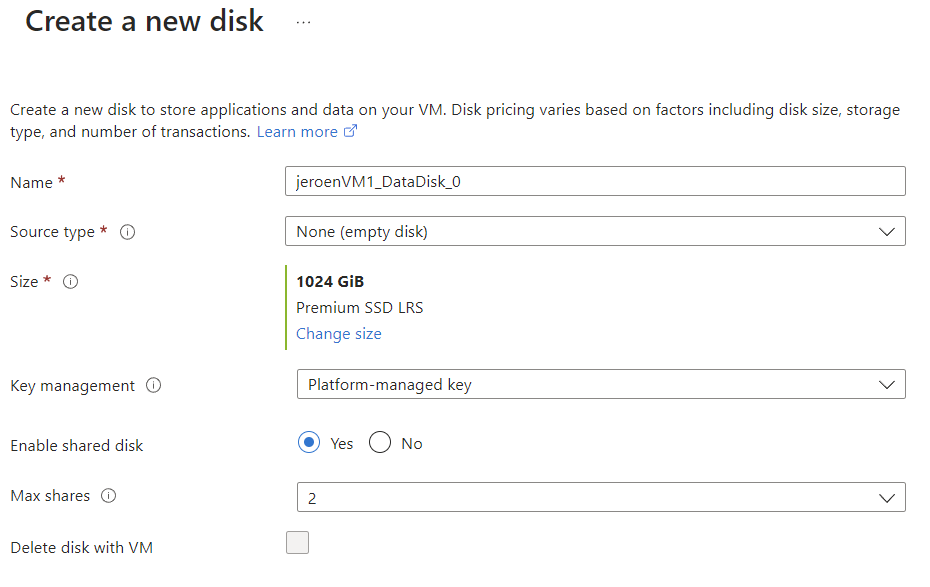 Create a new disk ...
Create a new disk to store applications and data on your VM. Disk pricing varies based on factors including disk size, storage
type, and number of transactions. Learn more
Name *
jeroenVM1_DataDisk_0
Source type *
None (empty disk)
Size *
1024 GiB
Premium SSD LRS
Change size
Key management
Platform-managed key
Enable shared disk
Yes No
Max shares
2
Delete disk with VM